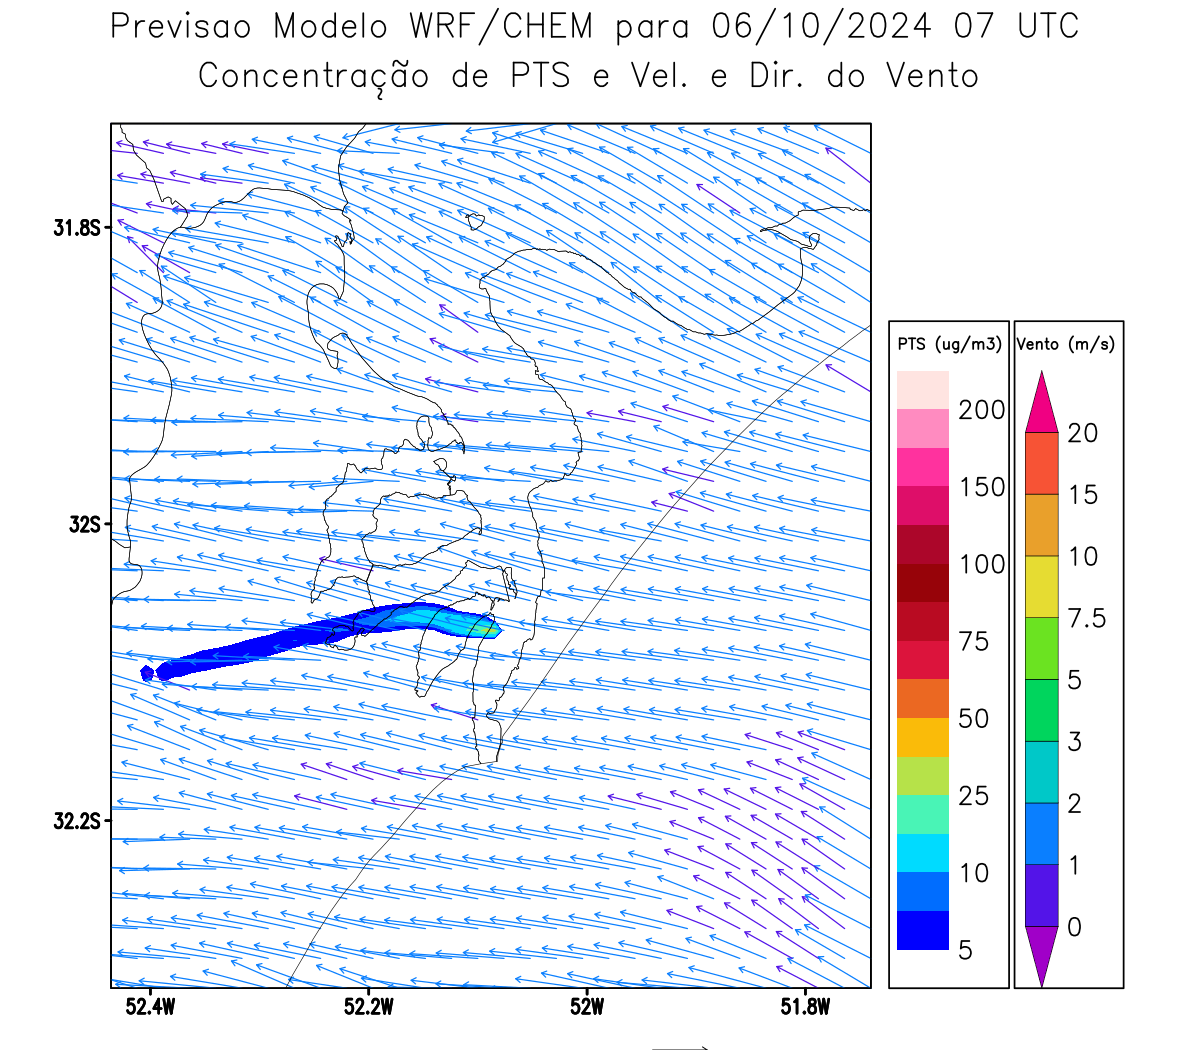 Previsao Modelo WRF/CHEM para 06/10/2024 07 UTC
Concentração de PTS e Vel. e Dir. do Vento
31.8S
32S
32.2S
52.4W 52.2W 52W 51.8W
PTS (ug/m3)
200
150
100
75
50
25
10
5
Vento (m/s)
20
15
10
7.5
5
3
2
1
0